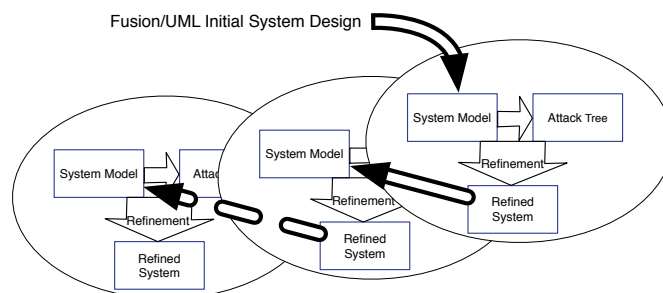 Fusion/UML Initial System Design
System Model
Attack Tree
Refinement
Refined
System
System Model
Refinement
Refined
System
System Model
Attac
Refinement
Refined
System